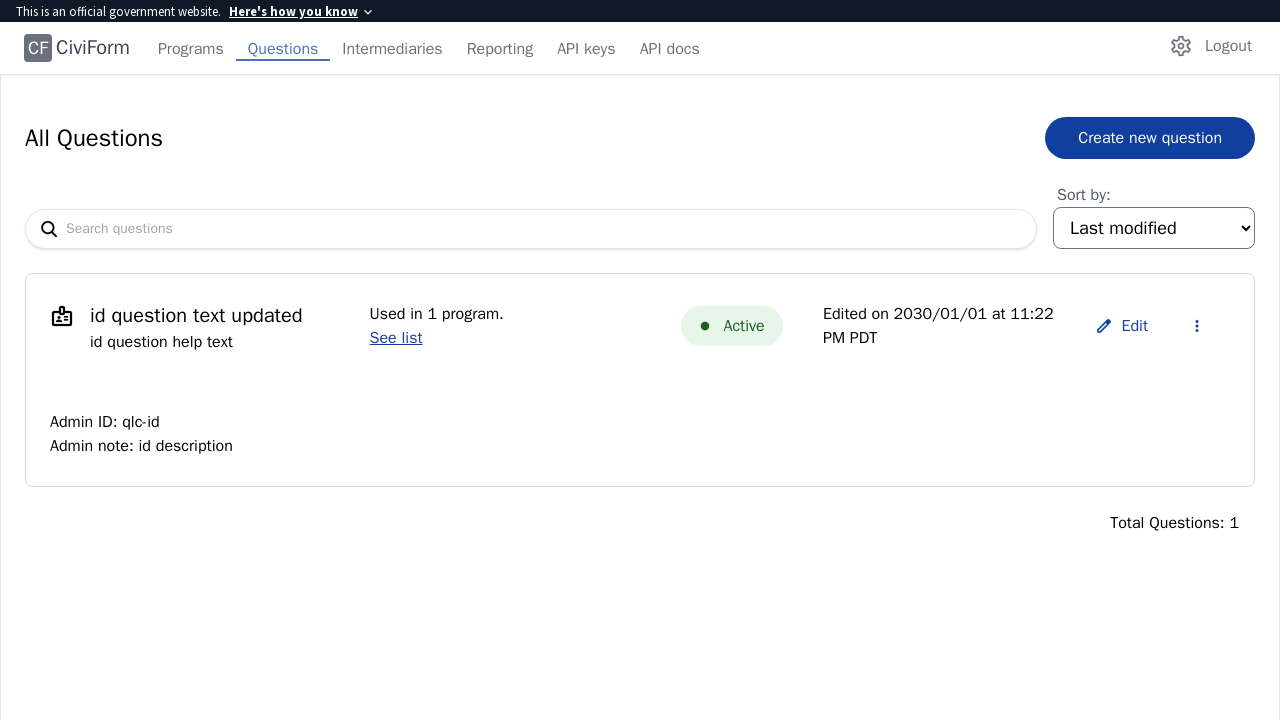 This is an official government website. Here's how you know
CF CiviForm Programs Questions Intermediaries Reporting API keys API docs Logout
All Questions
Create new question
Sort by:
Search questions
Last modified
id question text updated
id question help text
Used in 1 program.
See list
Active
Edited on 2030/01/01 at 11:22
PM PDT
Edit
Admin ID: qlc-id
Admin note: id description
Total Questions: 1